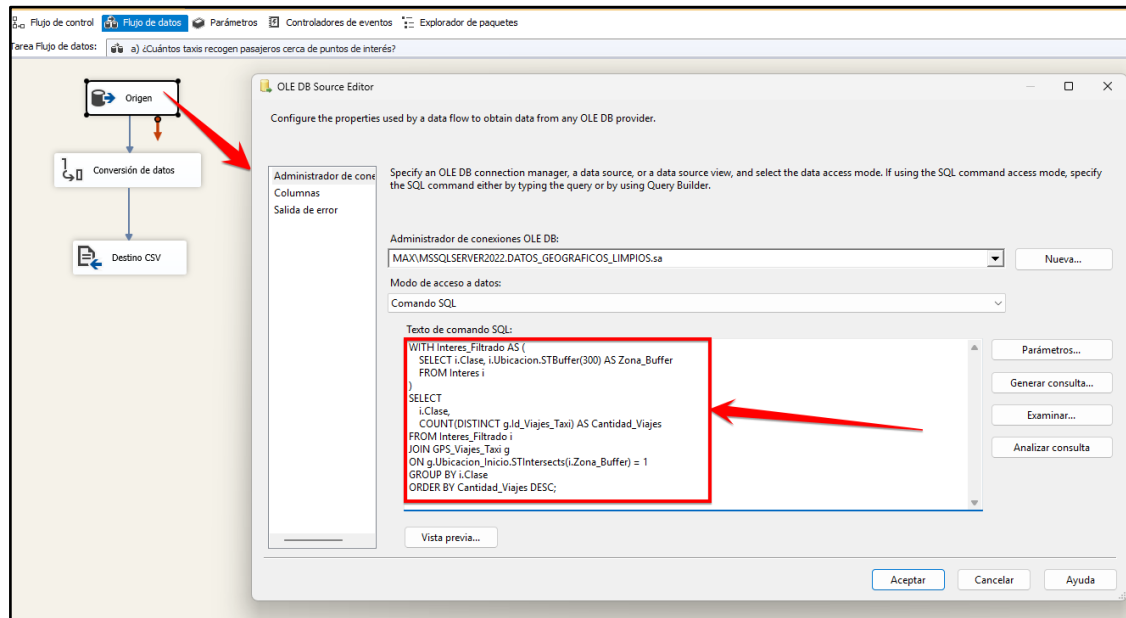 Flujo de control Flujo de datos Parámetros Controladores de eventos Explorador de paquetes
Tarea Flujo de datos: a) ¿Cuántos taxis recogen pasajeros cerca de puntos de interés?
Origen
Conversión de datos
Destino CSV
OLE DB Source Editor
Configure the properties used by a data flow to obtain data from any OLE DB provider.
Administrador de cone
Columnas
Salida de error
Specify an OLE DB connection manager, a data source, or a data source view, and select the data access mode. If using the SQL command access mode, specify
the SQL command either by typing the query or by using Query Builder.
Administrador de conexiones OLE DB:
MAX\MSSQLSERVER2022.DATOS_GEOGRAFICOS_LIMPIOS.sa
Nueva...
Modo de acceso a datos:
Comando SQL
Texto de comando SQL:
WITH Interes_Filtrado AS (
SELECT i.Clase, i.Ubicacion.STBuffer(300) AS Zona_Buffer
FROM Interes i
)
SELECT
i.Clase,
COUNT(DISTINCT g.Id_Viajes_Taxi) AS Cantidad_Viajes
FROM Interes_Filtrado i
JOIN GPS_Viajes_Taxi g
ON g.Ubicacion_Inicio.STIntersects(i.Zona_Buffer) = 1
GROUP BY i.Clase
ORDER BY Cantidad_Viajes DESC;
Parámetros...
Generar consulta...
Examinar...
Analizar consulta
Vista previa...
Aceptar Cancelar Ayuda